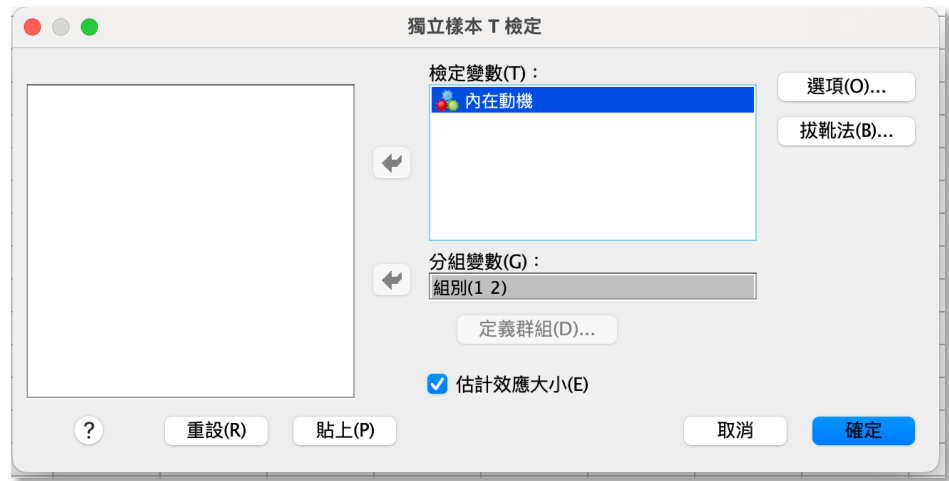 獨立樣本 T 檢定
檢定變數(T)：
內在動機
選項(O)...
拔靴法(B)...
分組變數(G)：
組別(1 2)
定義群組(D)...
估計效應大小(E)
?
重設(R)
貼上(P)
取消
確定